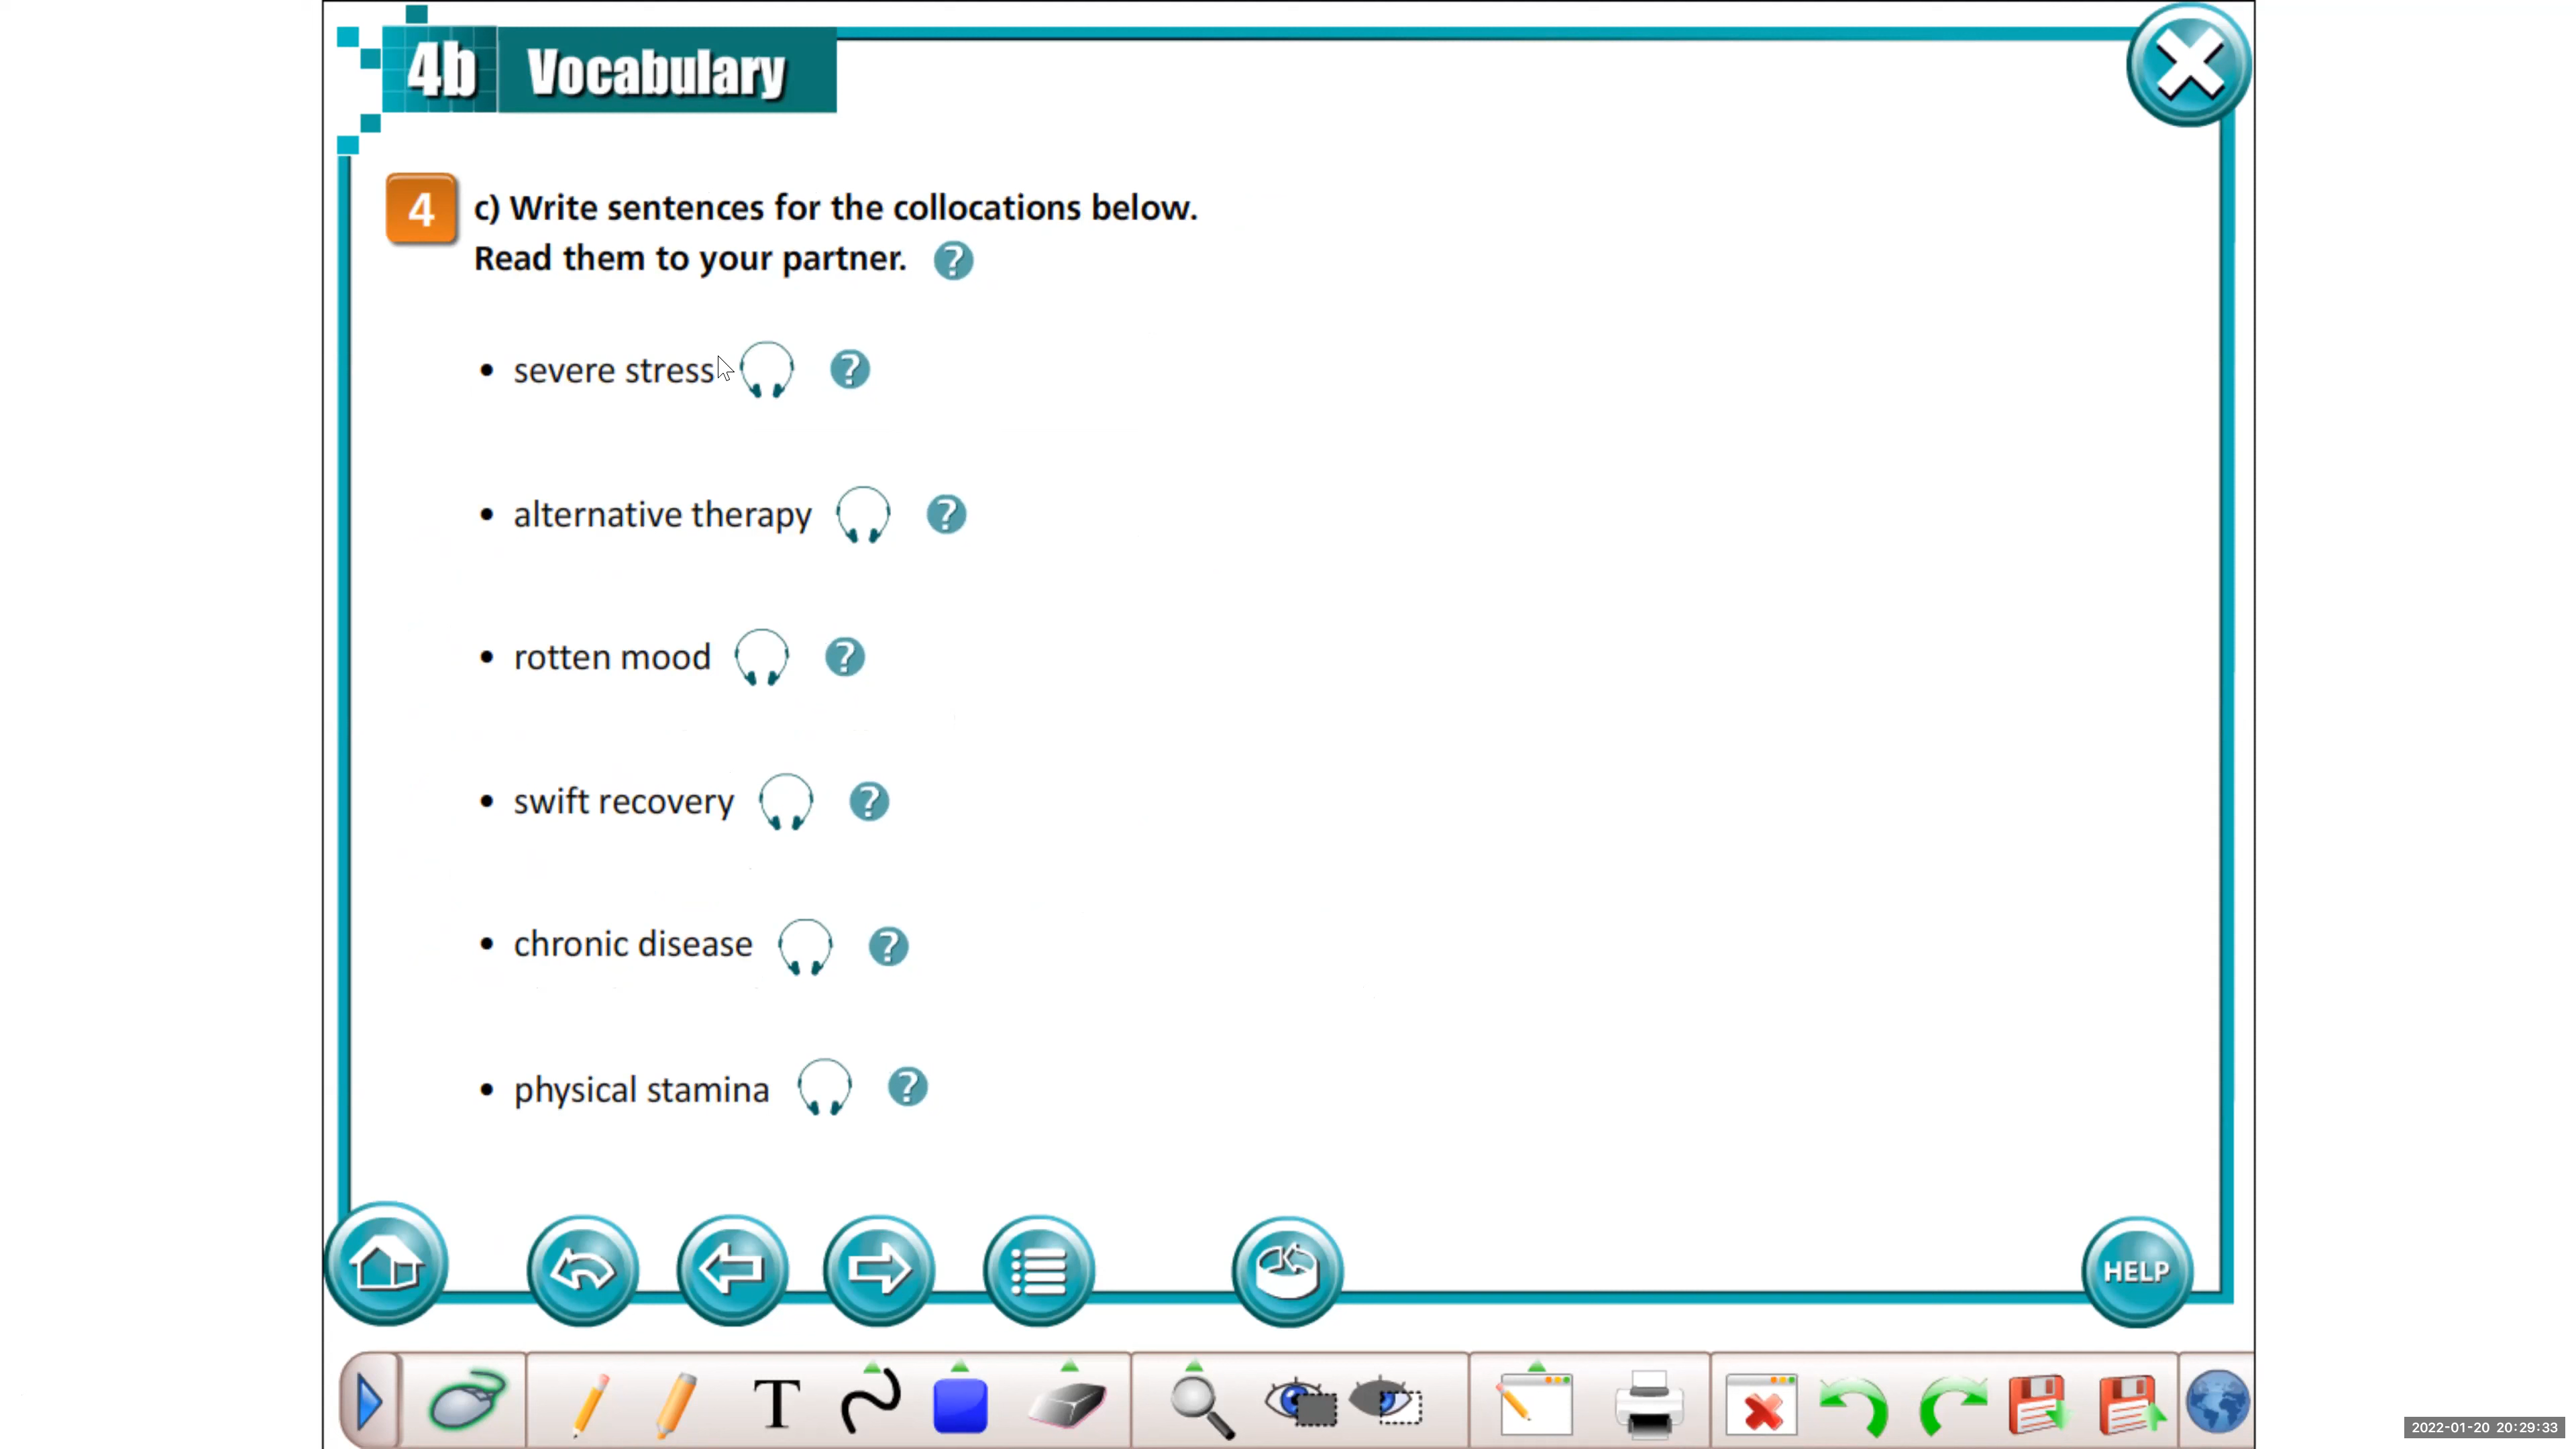 4b Vocabulary
4 c) Write sentences for the collocations below.
Read them to your partner. ?
• severe stress ?
• alternative therapy ?
• rotten mood ?
• swift recovery ?
• chronic disease ?
• physical stamina ?
HELP
T
2022-01-20 20:29:33